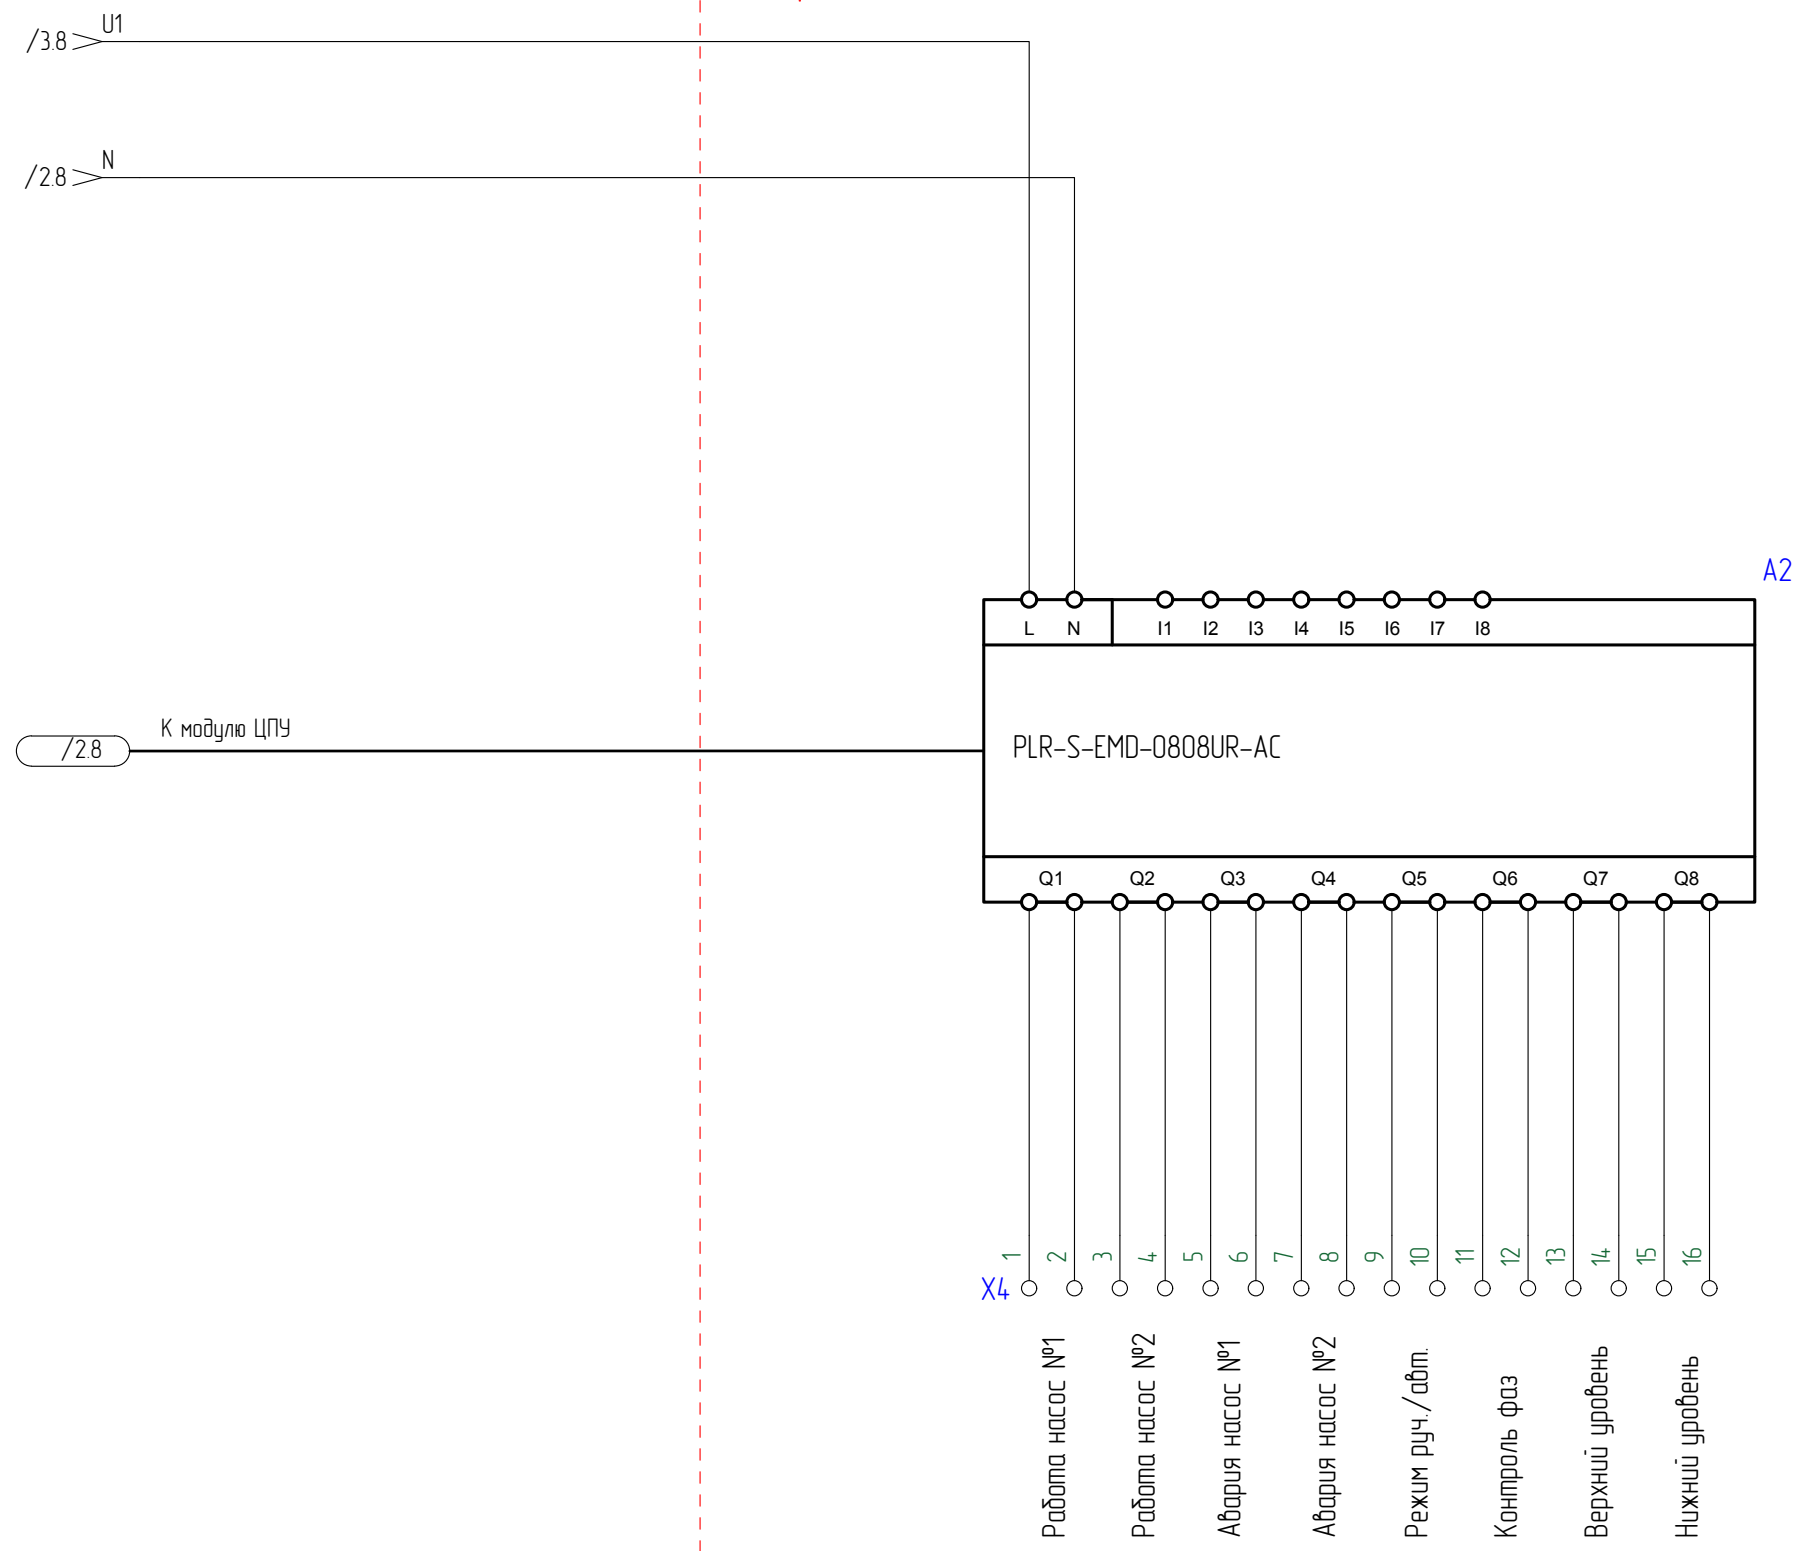 U1
/3.8
N
/2.8
A2
L N I1 I2 I3 I4 I5 I6 I7 I8
К модулю ЦПУ
/2.8
PLR-S-EMD-0808UR-AC
Q1 Q2 Q3 Q4 Q5 Q6 Q7 Q8
1 2 3 4 5 6 7 8 9 10 11 12 13 14 15 16
X4
Работа насос №1
Работа насос №2
Авария насос №1
Авария насос №2
Режим руч./авт.
Контроль фаз
Верхний уровень
Нижний уровень